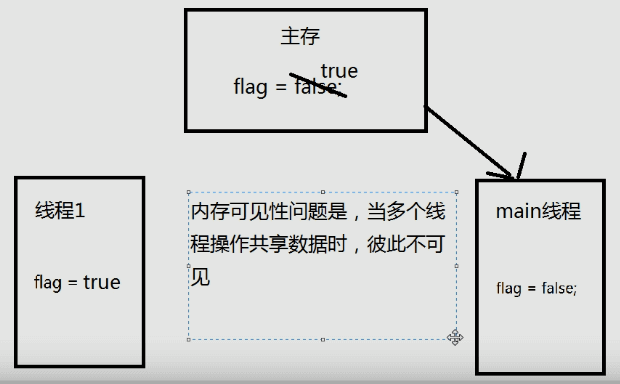 主存
true
flag = false;
线程1
flag = true
内存可见性问题是，当多个线
程操作共享数据时，彼此不可
见
main线程
flag = false;